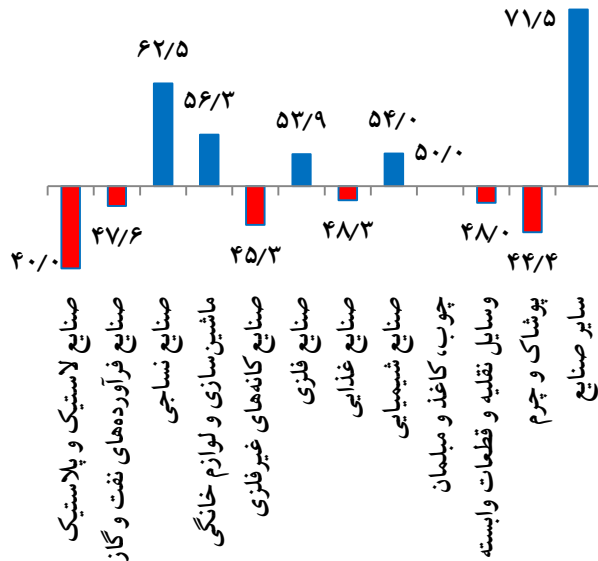 ۷۱٫۵
۶۲٫۵
۵۶٫۳
۵۳٫۹
۵۴٫۰
۵۰٫۰
۴۰٫۰
۴۷٫۶
۴۵٫۳
۴۸٫۳
۴۸٫۰
۴۴٫۴
صنایع لاستیک و پلاستیک
صنایع فرآورده‌های نفت و گاز
صنایع نساجی
ماشین‌سازی و لوازم خانگی
صنایع کانه‌های غیرفلزی
صنایع فلزی
صنایع غذایی
صنایع شیمیایی
چوب، کاغذ و مبلمان
وسایل نقلیه و قطعات وابسته
پوشاک و چرم
سایر صنایع